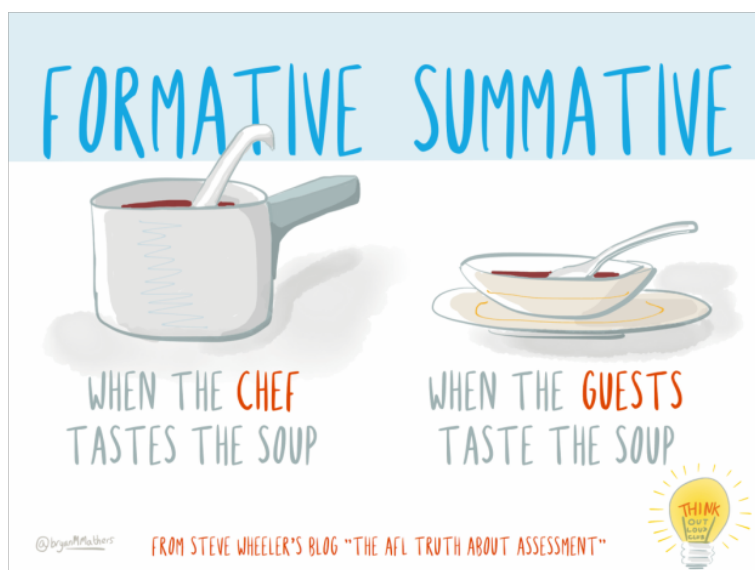 FORMATIVE SUMMATIVE
WHEN THE CHEF
TASTES THE SOUP
WHEN THE GUESTS
TASTE THE SOUP
@bryanMMathers
FROM STEVE WHEELER'S BLOG "THE AFL TRUTH ABOUT ASSESSMENT"
THINK
OUT
LOUD
CLUB